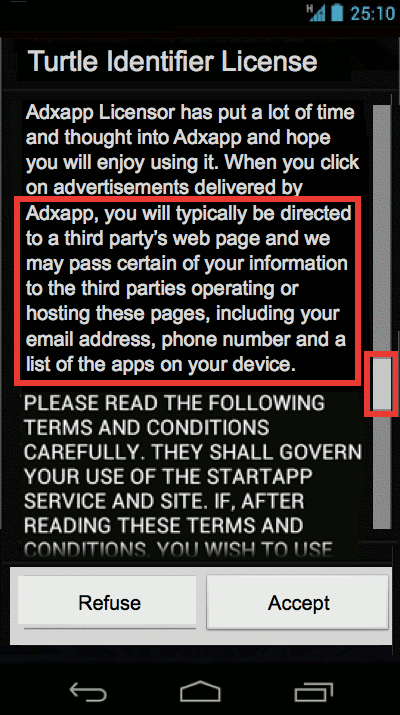 H 25:10
Turtle Identifier License
Adxapp Licensor has put a lot of time
and thought into Adxapp and hope
you will enjoy using it. When you click
on advertisements delivered by
Adxapp, you will typically be directed
to a third party’s web page and we
may pass certain of your information
to the third parties operating or
hosting these pages, including your
email address, phone number and a
list of the apps on your device.
PLEASE READ THE FOLLOWING
TERMS AND CONDITIONS
CAREFULLY. THEY SHALL GOVERN
YOUR USE OF THE STARTAPP
SERVICE AND SITE. IF, AFTER
READING THESE TERMS AND
CONDITIONS, YOU WISH TO USE
Refuse Accept